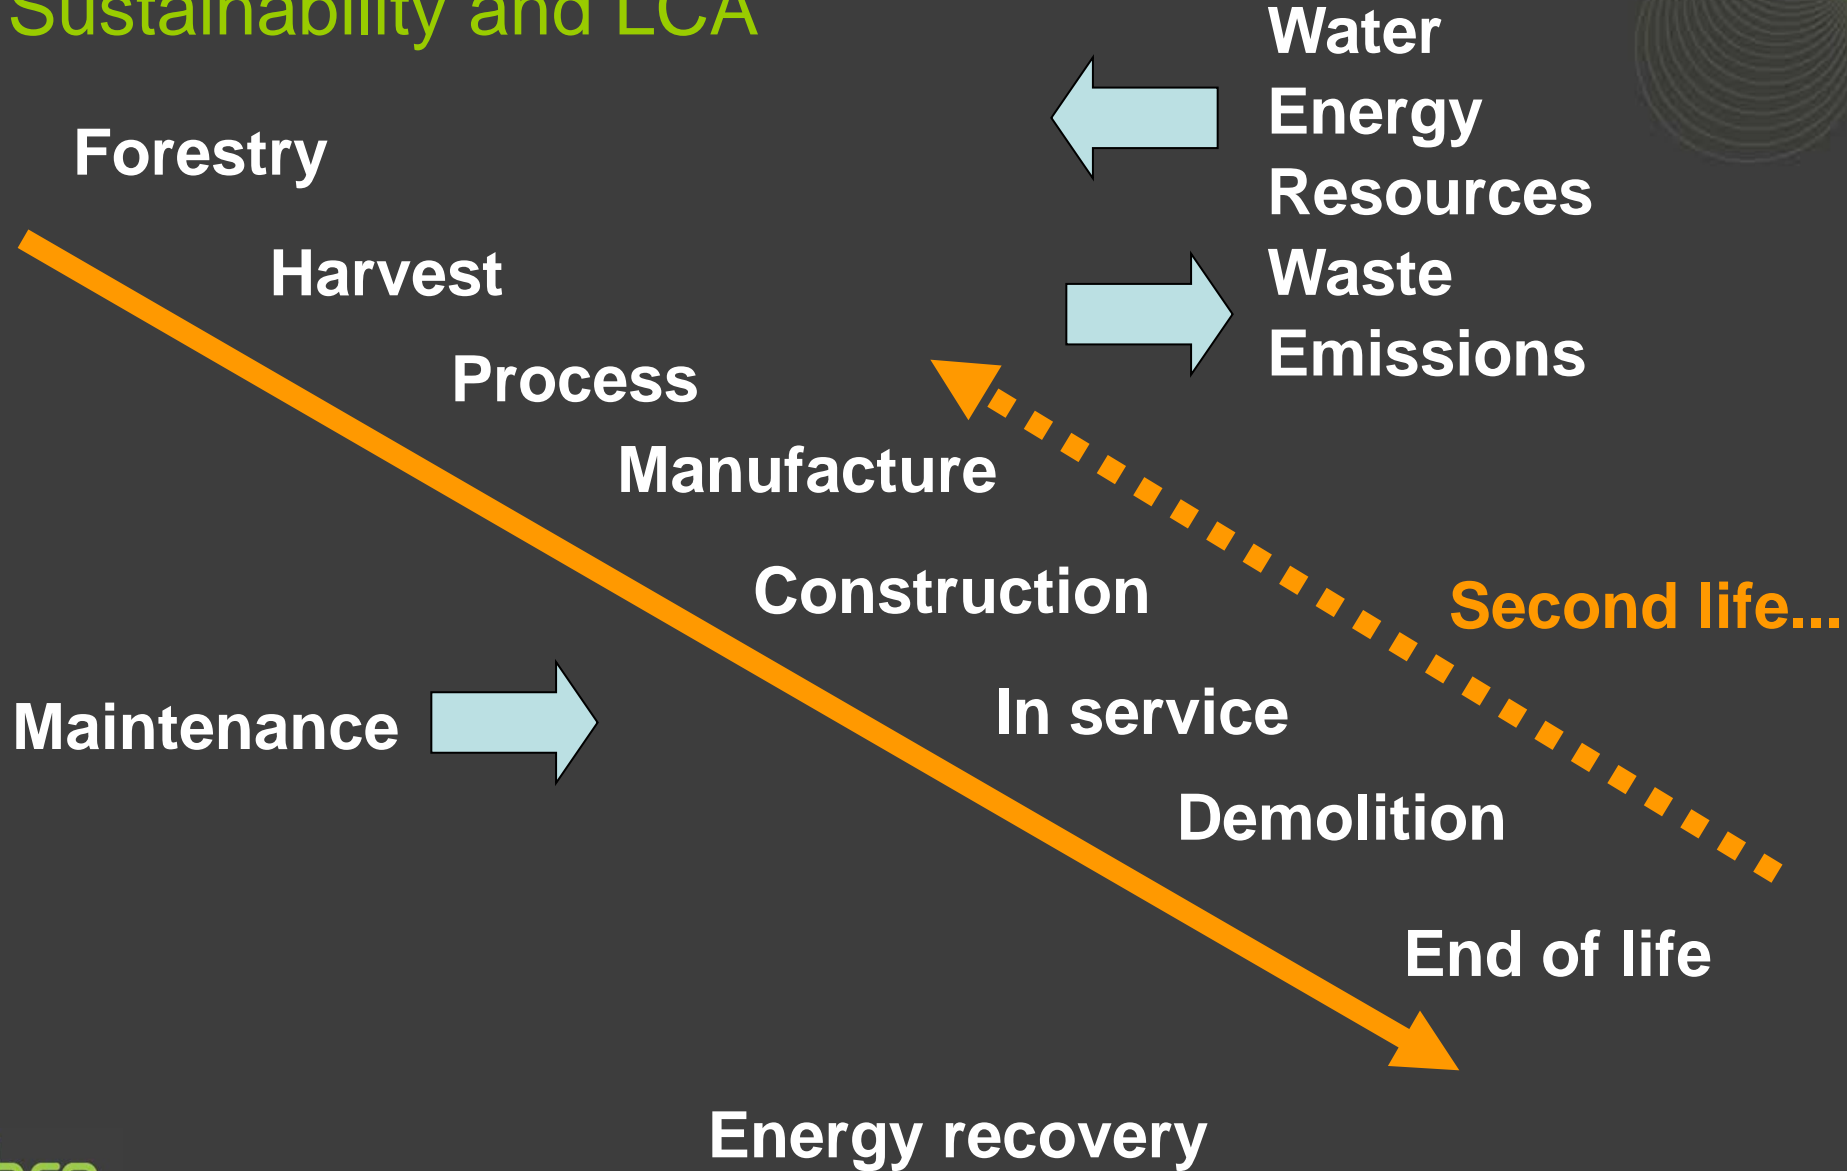 Sustainability and LCA
Water
Energy
Resources
Waste
Emissions
Forestry
Harvest
Process
Manufacture
Construction
Second life...
In service
Maintenance
Demolition
End of life
Energy recovery